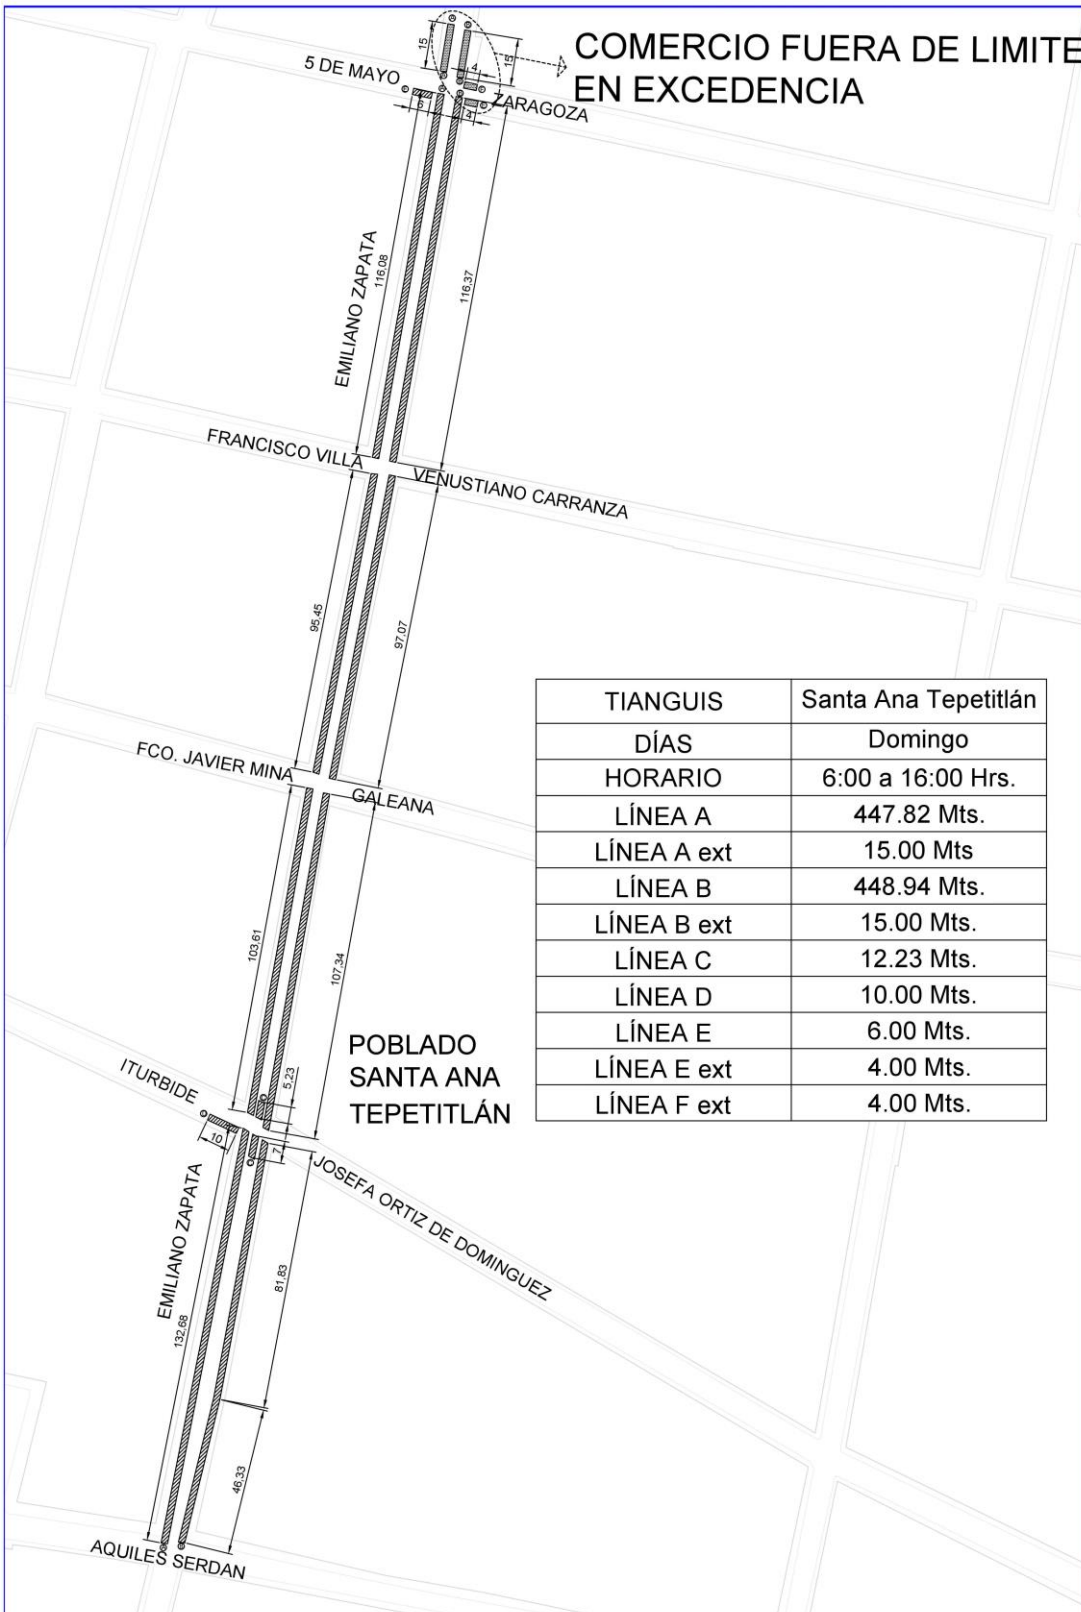 COMERCIO FUERA DE LIMITE
EN EXCEDENCIA
15
15
4
5 DE MAYO
ZARAGOZA
6
4
EMILIANO ZAPATA
116,08
116,37
FRANCISCO VILLA
VENUSTIANO CARRANZA
95,45
97,07
FCO. JAVIER MINA
GALEANA
103,61
107,34
TIANGUIS Santa Ana Tepetitlán
DÍAS Domingo
HORARIO 6:00 a 16:00 Hrs.
LÍNEA A 447.82 Mts.
LÍNEA A ext 15.00 Mts
LÍNEA B 448.94 Mts.
LÍNEA B ext 15.00 Mts.
LÍNEA C 12.23 Mts.
LÍNEA D 10.00 Mts.
LÍNEA E 6.00 Mts.
LÍNEA E ext 4.00 Mts.
LÍNEA F ext 4.00 Mts.
POBLADO
SANTA ANA
TEPETITLÁN
5,23
ITURBIDE
10
7
JOSEFA ORTIZ DE DOMINGUEZ
EMILIANO ZAPATA
132,68
81,83
46,33
AQUILES SERDAN